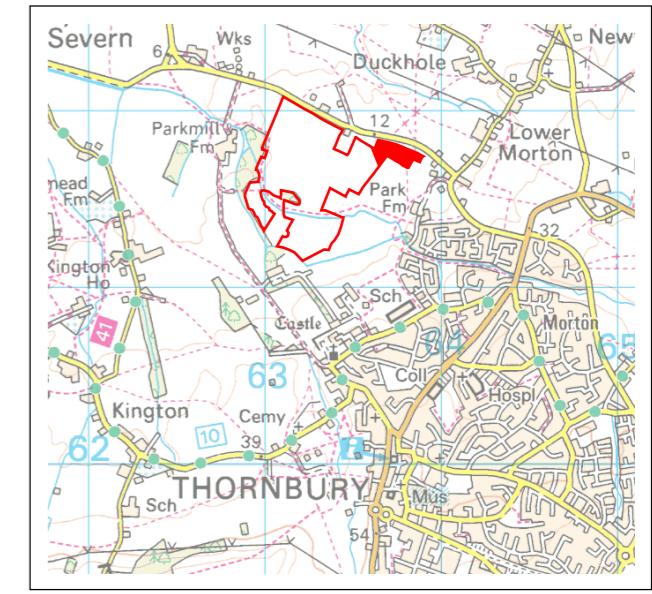 Severn
Wks
New
6
Duckhole
12
Parkmill
Fm
Lower
Morton
mead
Fm
Park
Fm
32
Kington
Ho
Sch
Castle
Morton
41
64
65
63
Coll
Hospl
Kington
Cemy
62
10
39
THORNBURY
Mus
Sch
54